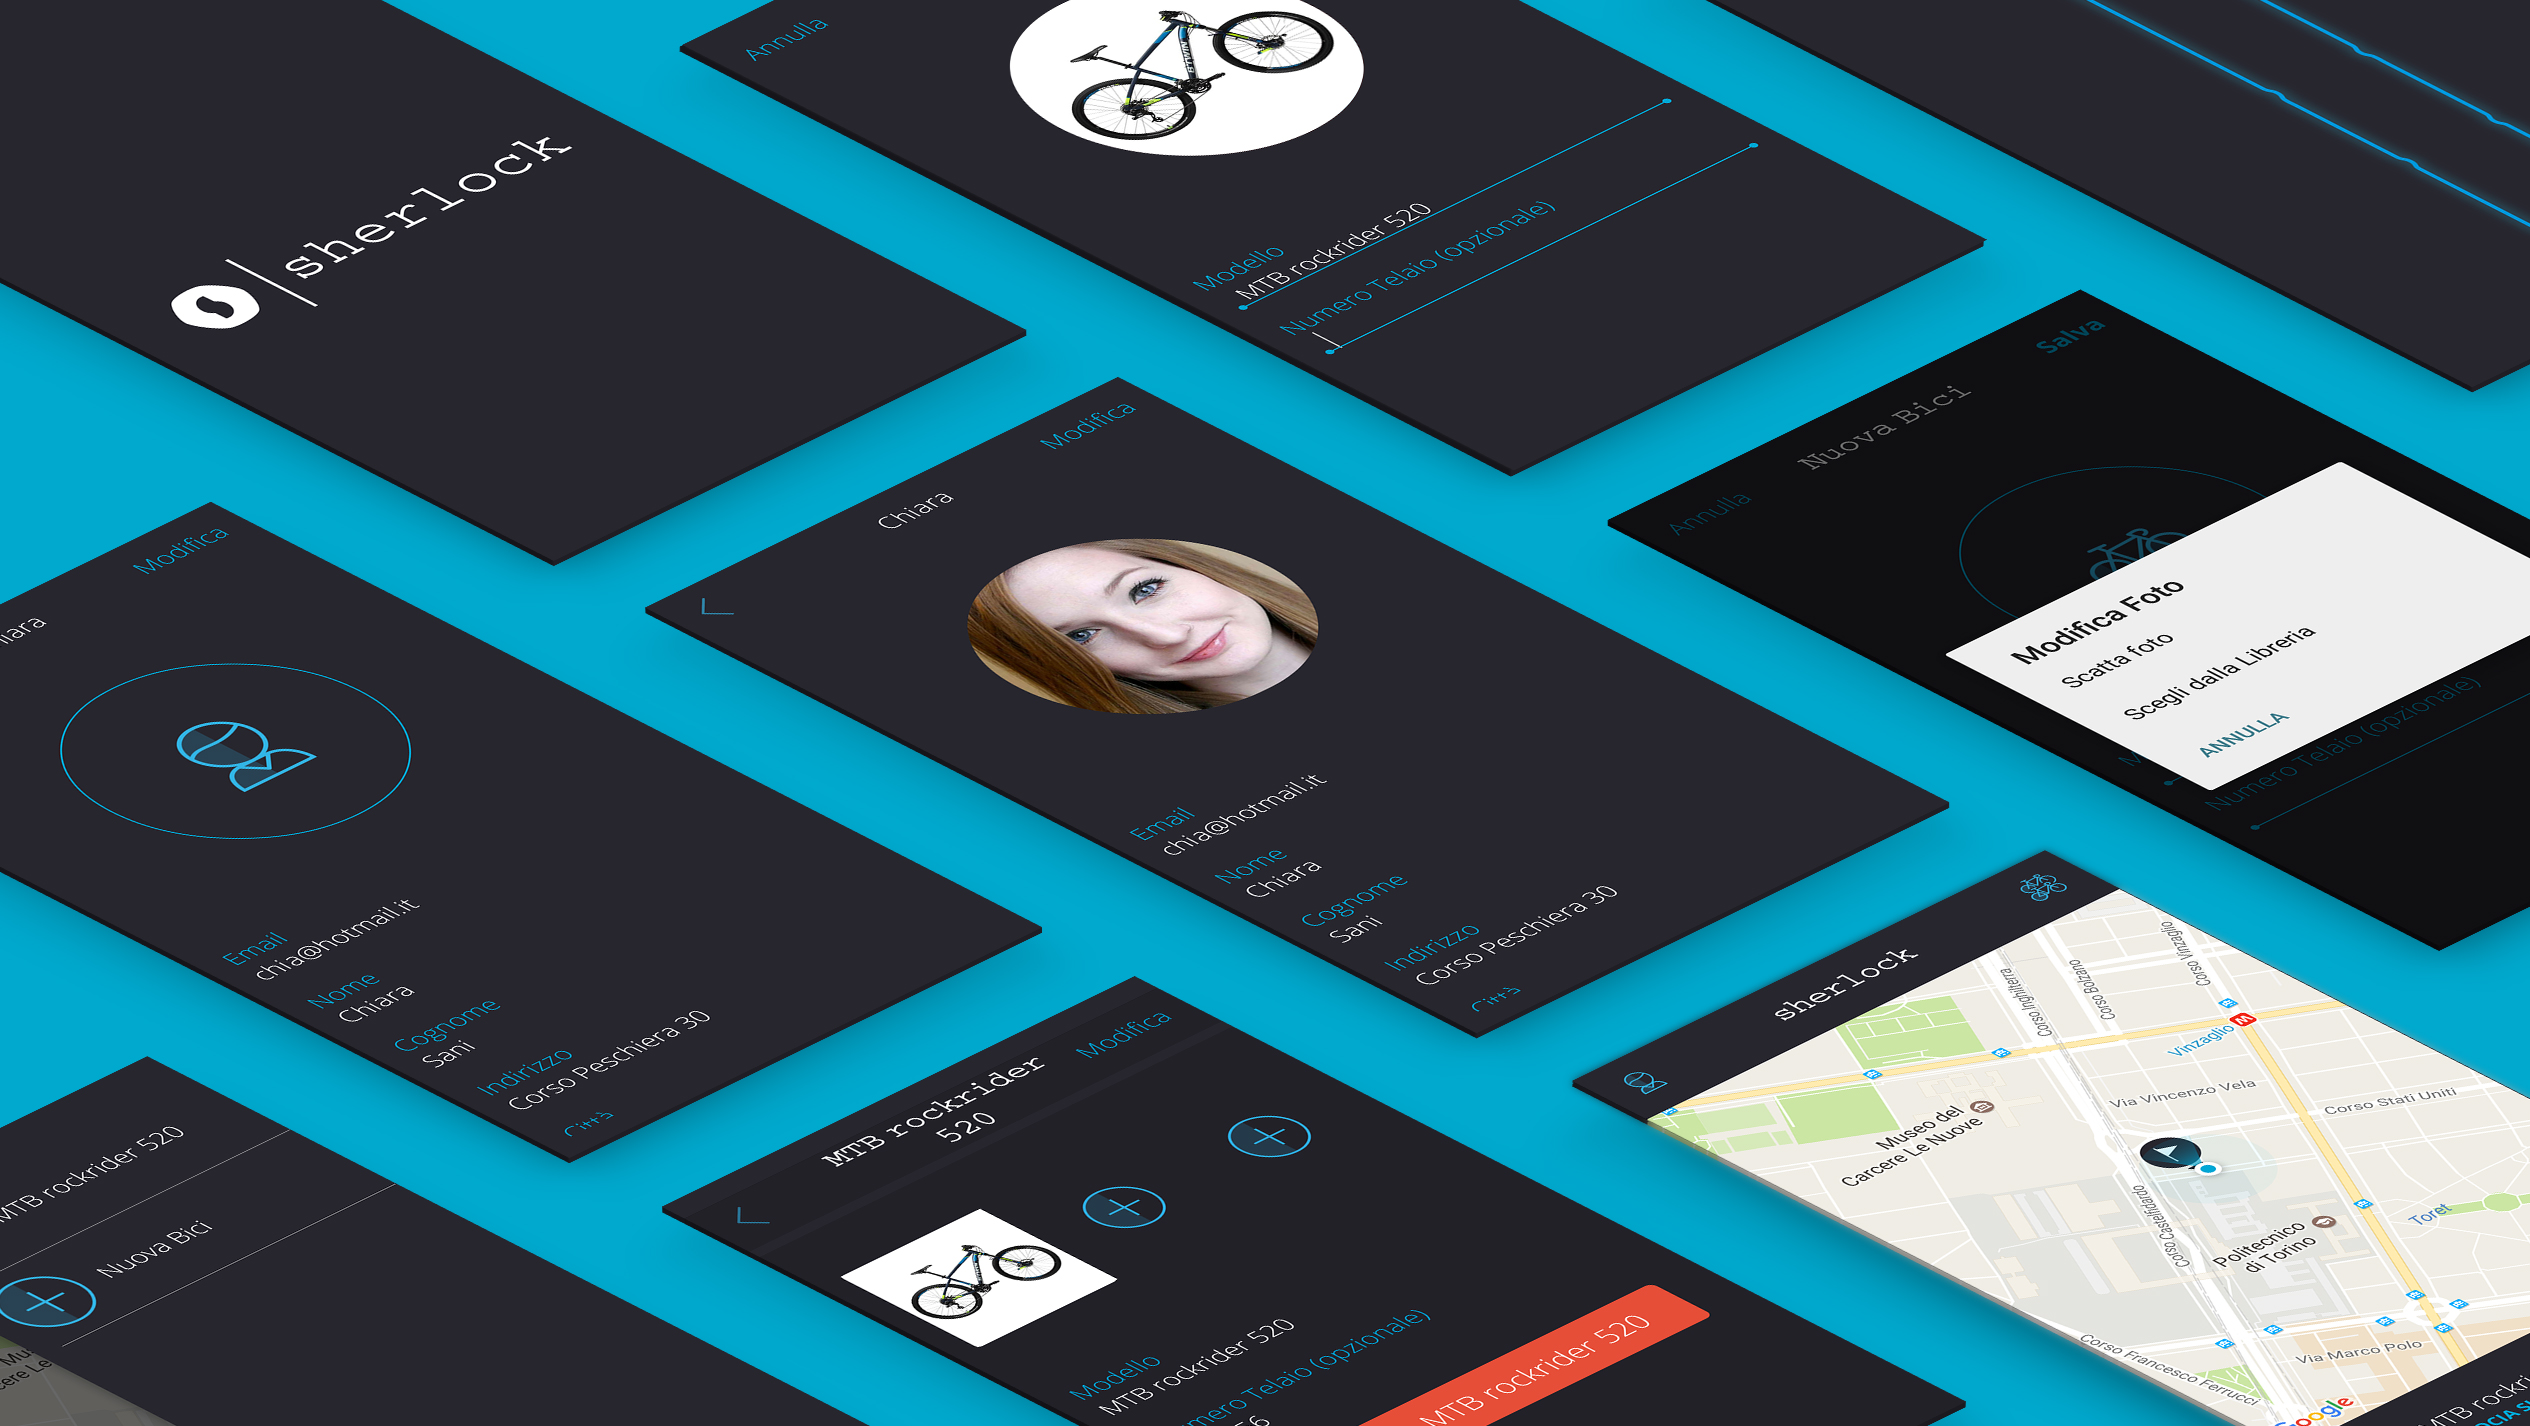 sherlock
Annulla
Modello
MTB rockrider 520
Numero Telaio (opzionale)
Salva
Nuova Bici
Annulla
Modifica Foto
Scatta foto
Scegli dalla Libreria
ANNULLA
Numero Telaio (opzionale)
Modifica
Chiara
Email
chia@hotmail.it
Nome
Chiara
Cognome
Sani
Indirizzo
Corso Peschiera 30
Città
Modifica
Email
chia@hotmail.it
Nome
Chiara
Cognome
Sani
Indirizzo
Corso Peschiera 30
Città
MTB rockrider 520
Nuova Bici
Modifica
MTB rockrider
520
Modello
MTB rockrider 520
Telaio (opzionale)
56
MTB rockrider 520
sherlock
Corso Inghilterra
Corso Bolzano
Corso Vinzaglio
Vinzaglio
Via Vincenzo Vela
Corso Stati Uniti
Museo del
Carcere Le Nuove
Corso Castelfidardo
Politecnico
di Torino
Toret
Corso Francesco Ferrucci
Via Marco Polo
Google
MTB